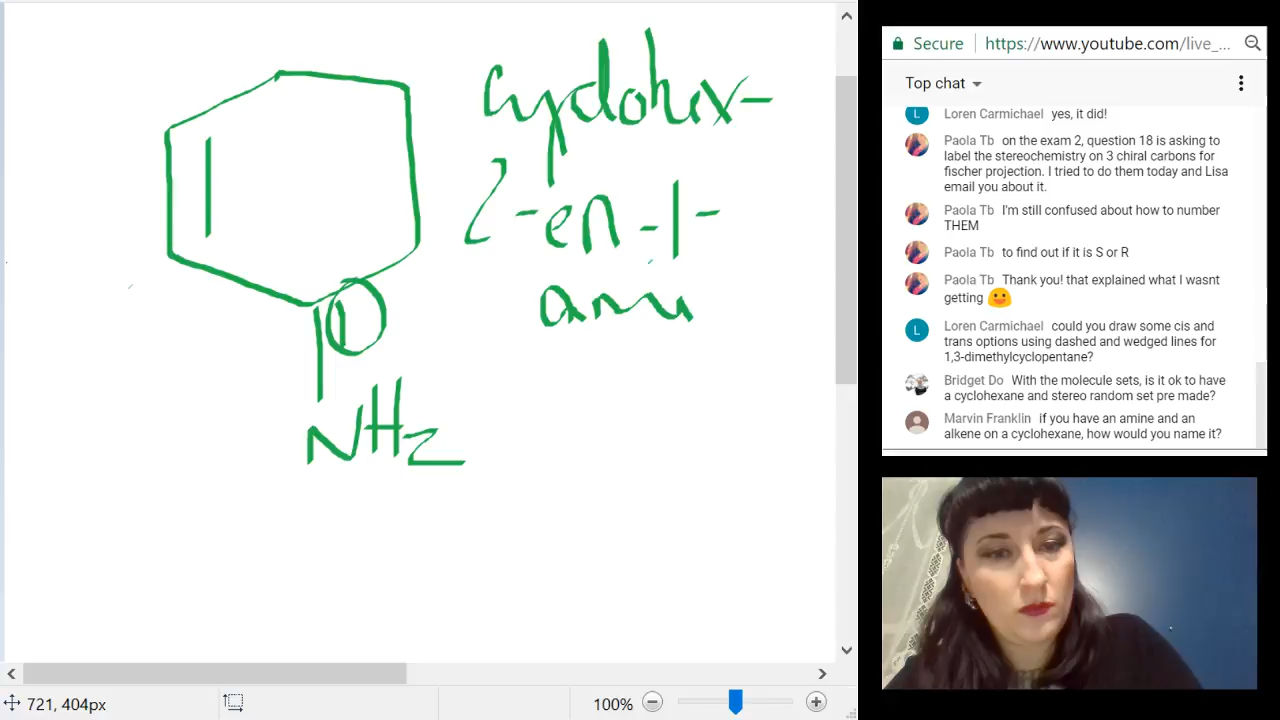 cyclohex-
2-en-1-
ami
1
NH2
Secure https://www.youtube.com/live_...
Top chat
L Loren Carmichael yes, it did!
Paola Tb on the exam 2, question 18 is asking to
label the stereochemistry on 3 chiral carbons for
fischer projection. I tried to do them today and Lisa
email you about it.
Paola Tb I'm still confused about how to number
THEM
Paola Tb to find out if it is S or R
Paola Tb Thank you! that explained what I wasnt
getting
L Loren Carmichael could you draw some cis and
trans options using dashed and wedged lines for
1,3-dimethylcyclopentane?
Bridget Do With the molecule sets, is it ok to have
a cyclohexane and stereo random set pre made?
Marvin Franklin if you have an amine and an
alkene on a cyclohexane, how would you name it?
721, 404px
100%